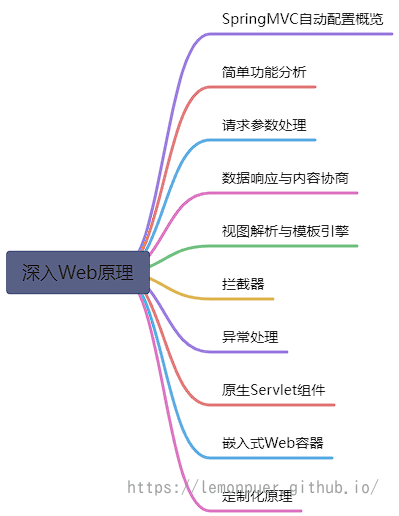 SpringMVC自动配置概览
简单功能分析
请求参数处理
数据响应与内容协商
视图解析与模板引擎
深入Web原理
拦截器
异常处理
原生Servlet组件
嵌入式Web容器
https://lemonpuer.github.io/
定制化原理